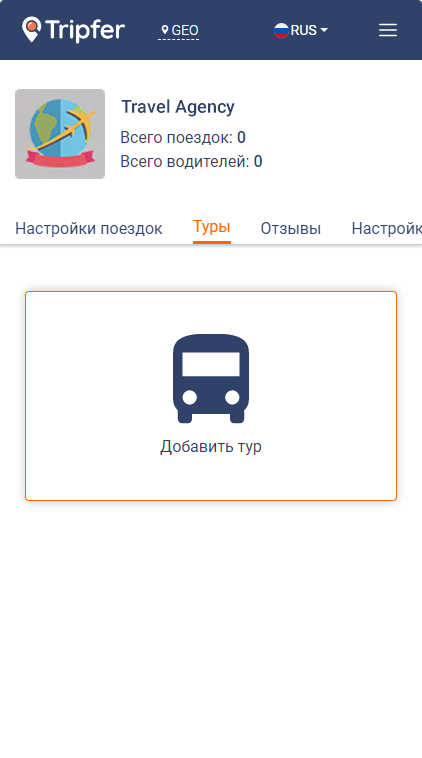 Tripfer GEO RUS
Travel Agency
Всего поездок: 0
Всего водителей: 0
Настройки поездок Туры Отзывы Настройк
Добавить тур